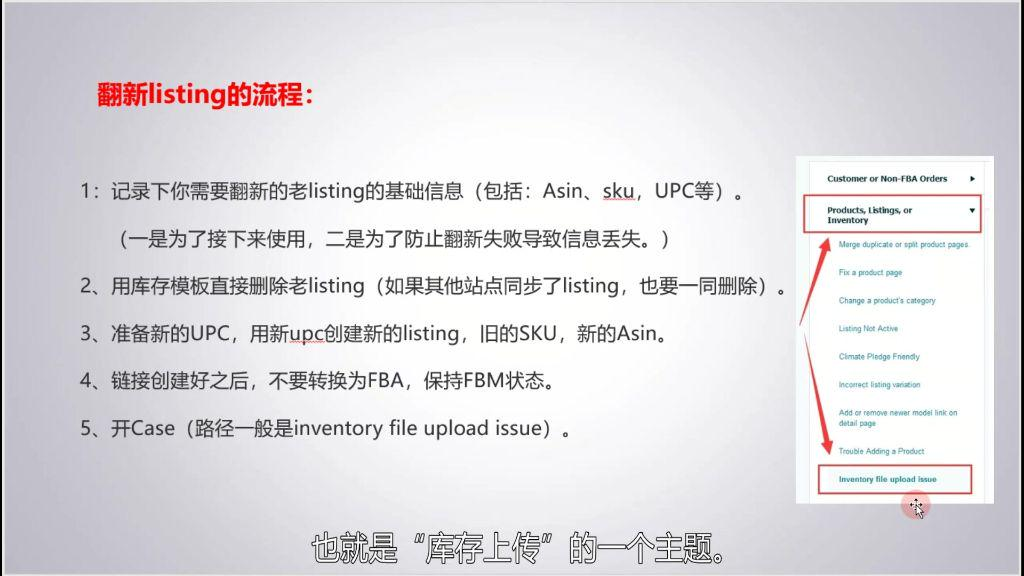 翻新listing的流程：
1：记录下你需要翻新的老listing的基础信息（包括：Asin、sku，UPC等）。
（一是为了接下来使用，二是为了防止翻新失败导致信息丢失。）
2、用库存模板直接删除老listing（如果其他站点同步了listing，也要一同删除）。
3、准备新的UPC，用新upc创建新的listing，旧的SKU，新的Asin。
4、链接创建好之后，不要转换为FBA，保持FBM状态。
5、开Case（路径一般是inventory file upload issue）。
Customer or Non-FBA Orders
Products, Listings, or
Inventory
Merge duplicate or split product pages.
Fix a product page
Change a product's category
Listing Not Active
Climate Pledge Friendly
Incorrect listing variation
Add or remove newer model link on
detail page
Trouble Adding a Product
Inventory file upload issue
也就是“库存上传”的一个主题。